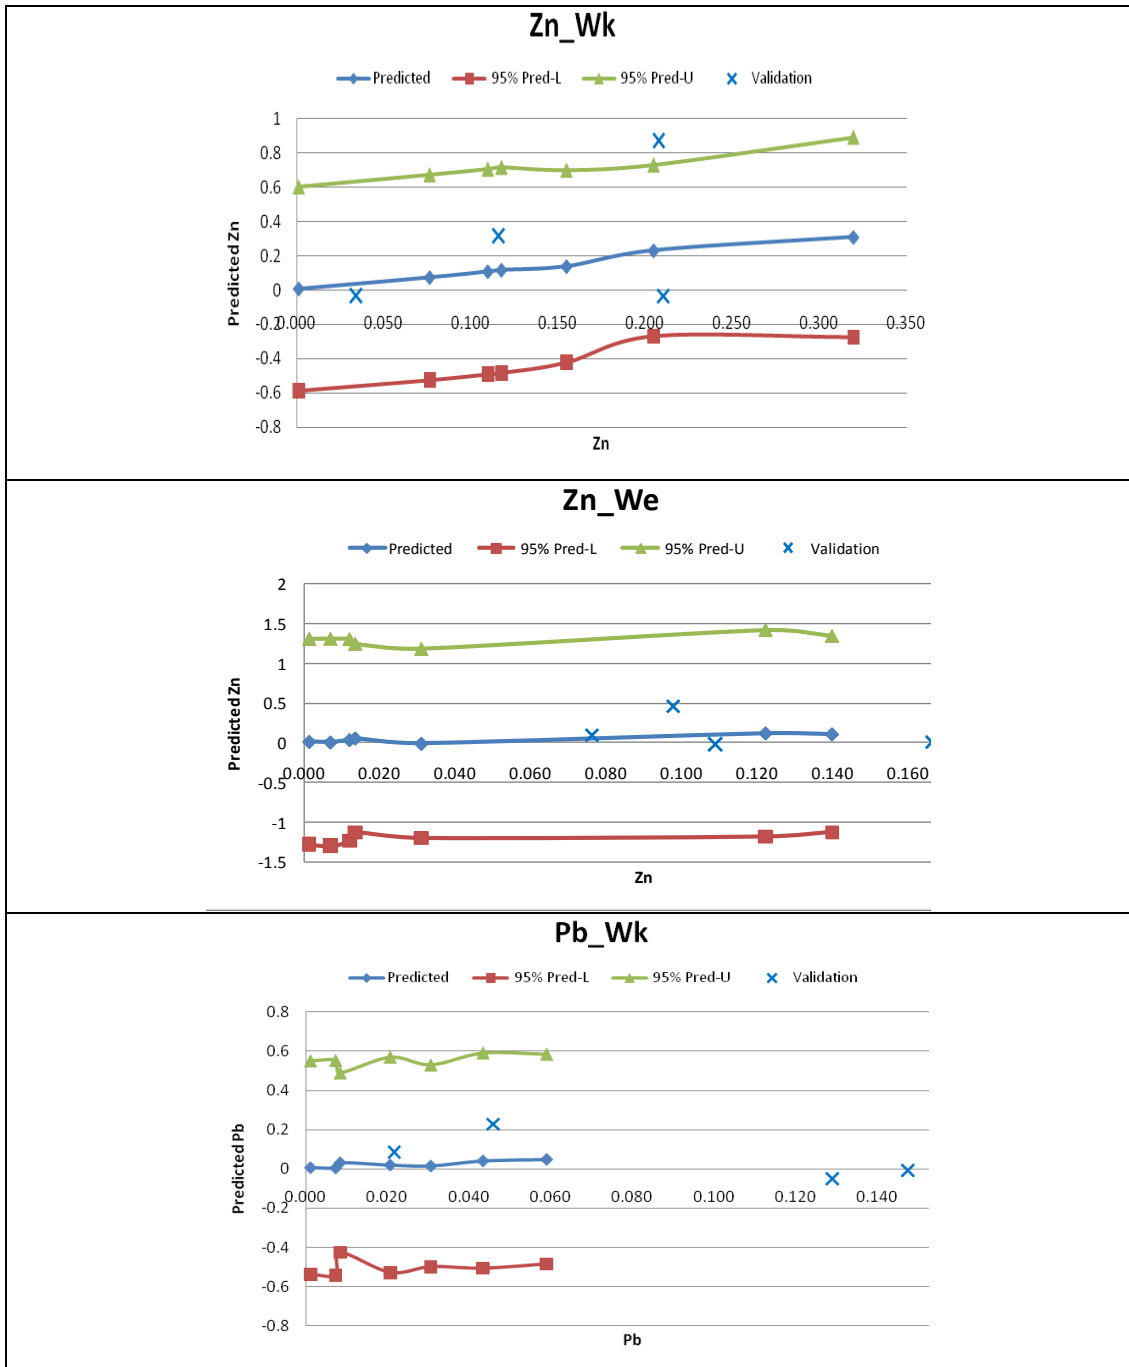 Zn_Wk
Predicted 95% Pred-L 95% Pred-U Validation
1
0.8
0.6
0.4
0.2
0
-0.2
-0.4
-0.6
-0.8
0.000 0.050 0.100 0.150 0.200 0.250 0.300 0.350
Predicted Zn
Zn
Zn_We
Predicted 95% Pred-L 95% Pred-U Validation
2
1.5
1
0.5
0
-0.5
-1
-1.5
0.000 0.020 0.040 0.060 0.080 0.100 0.120 0.140 0.160
Predicted Zn
Zn
Pb_Wk
Predicted 95% Pred-L 95% Pred-U Validation
0.8
0.6
0.4
0.2
0
-0.2
-0.4
-0.6
-0.8
0.000 0.020 0.040 0.060 0.080 0.100 0.120 0.140
Predicted Pb
Pb